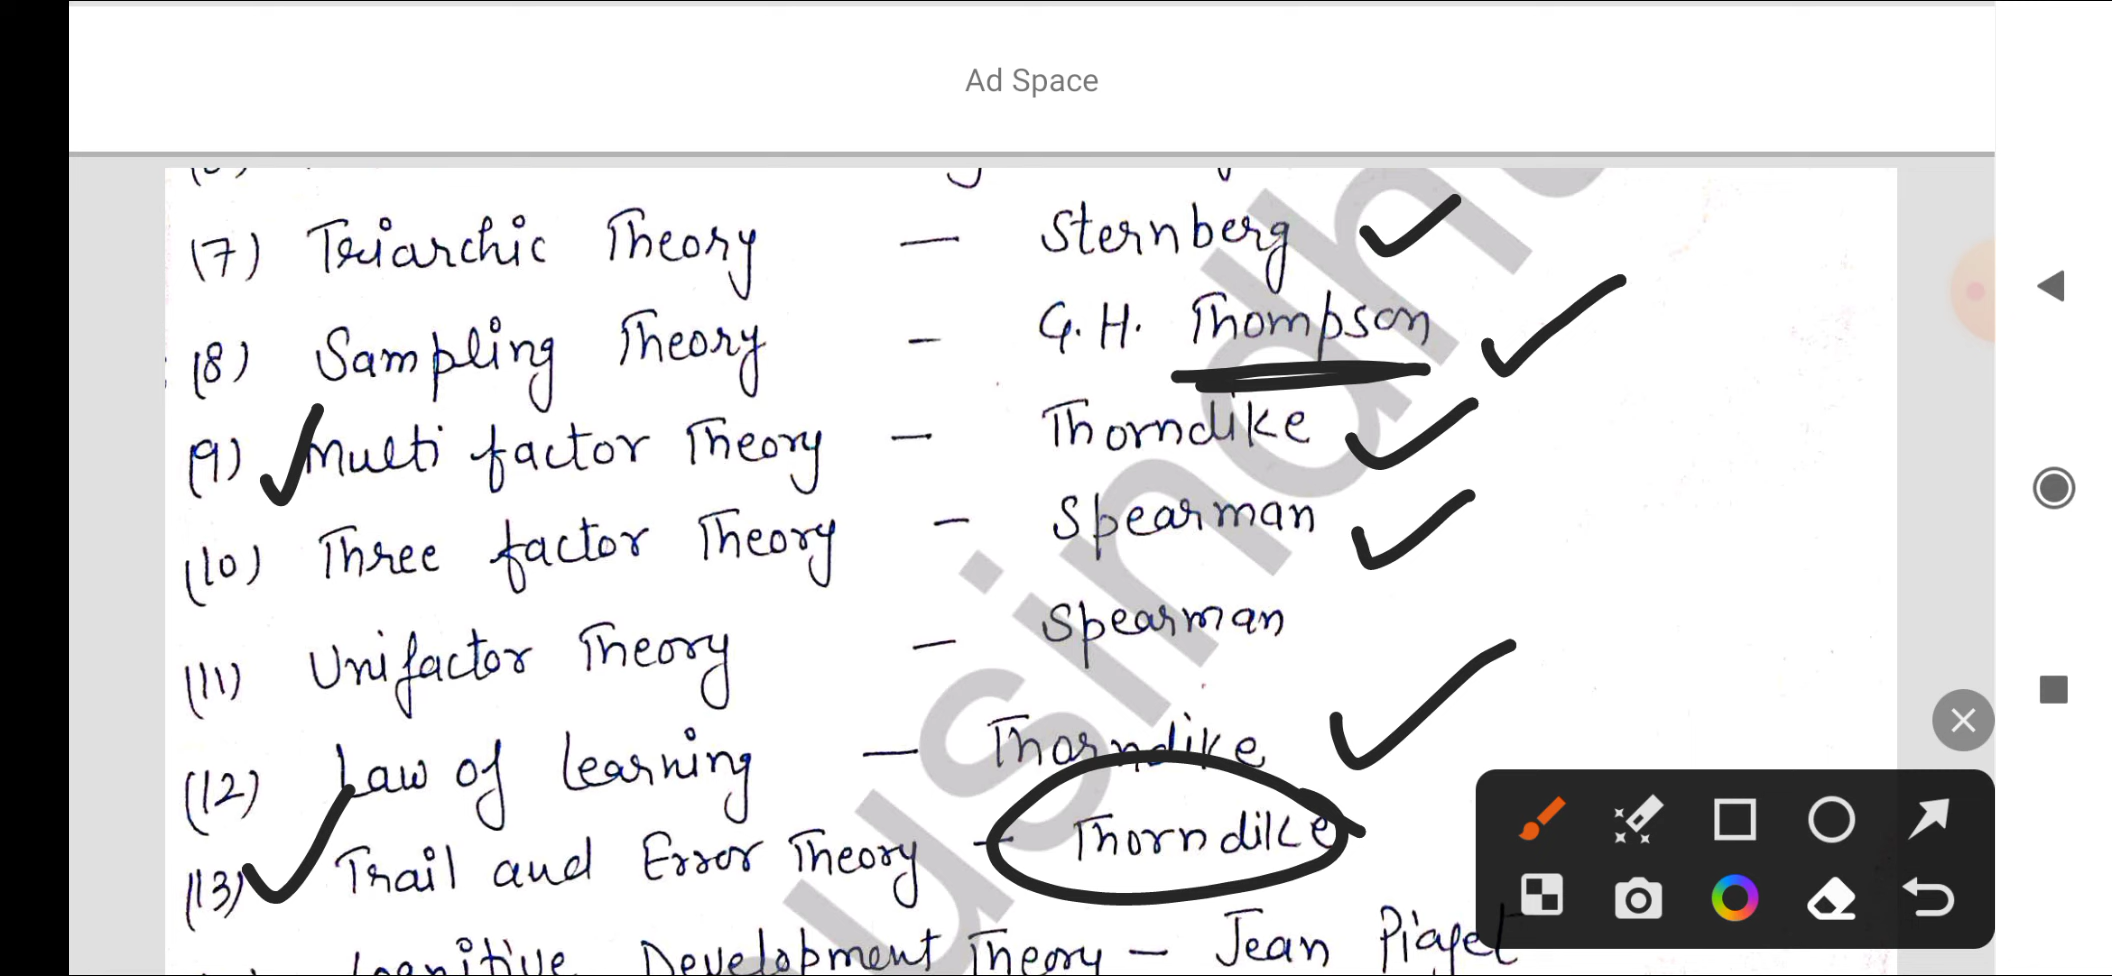 Ad Space
(7) Triarchic Theory — Sternberg
(8) Sampling Theory — G. H. Thompson
(9) Multi factor Theory — Thorndike
(10) Three factor Theory — Spearman
(11) Unifactor Theory — Spearman
(12) Law of learning — Thorndike
(13) Trail and Error Theory — Thorndike
Cognitive Development Theory — Jean Piaget